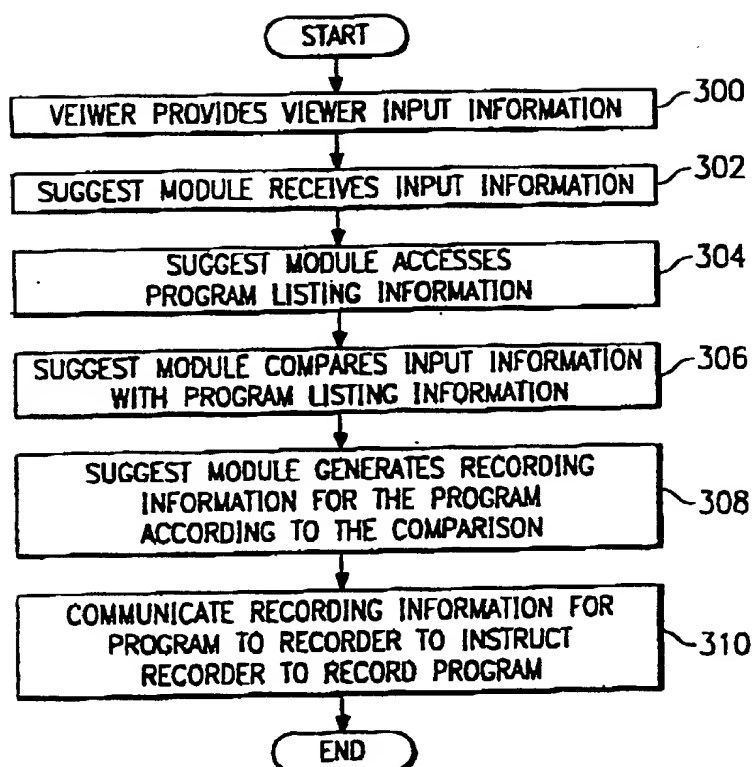 START
VEIWER PROVIDES VIEWER INPUT INFORMATION
300
SUGGEST MODULE RECEIVES INPUT INFORMATION
302
SUGGEST MODULE ACCESSES
PROGRAM LISTING INFORMATION
304
SUGGEST MODULE COMPARES INPUT INFORMATION
WITH PROGRAM LISTING INFORMATION
306
SUGGEST MODULE GENERATES RECORDING
INFORMATION FOR THE PROGRAM
ACCORDING TO THE COMPARISON
308
COMMUNICATE RECORDING INFORMATION FOR
PROGRAM TO RECORDER TO INSTRUCT
RECORDER TO RECORD PROGRAM
310
END